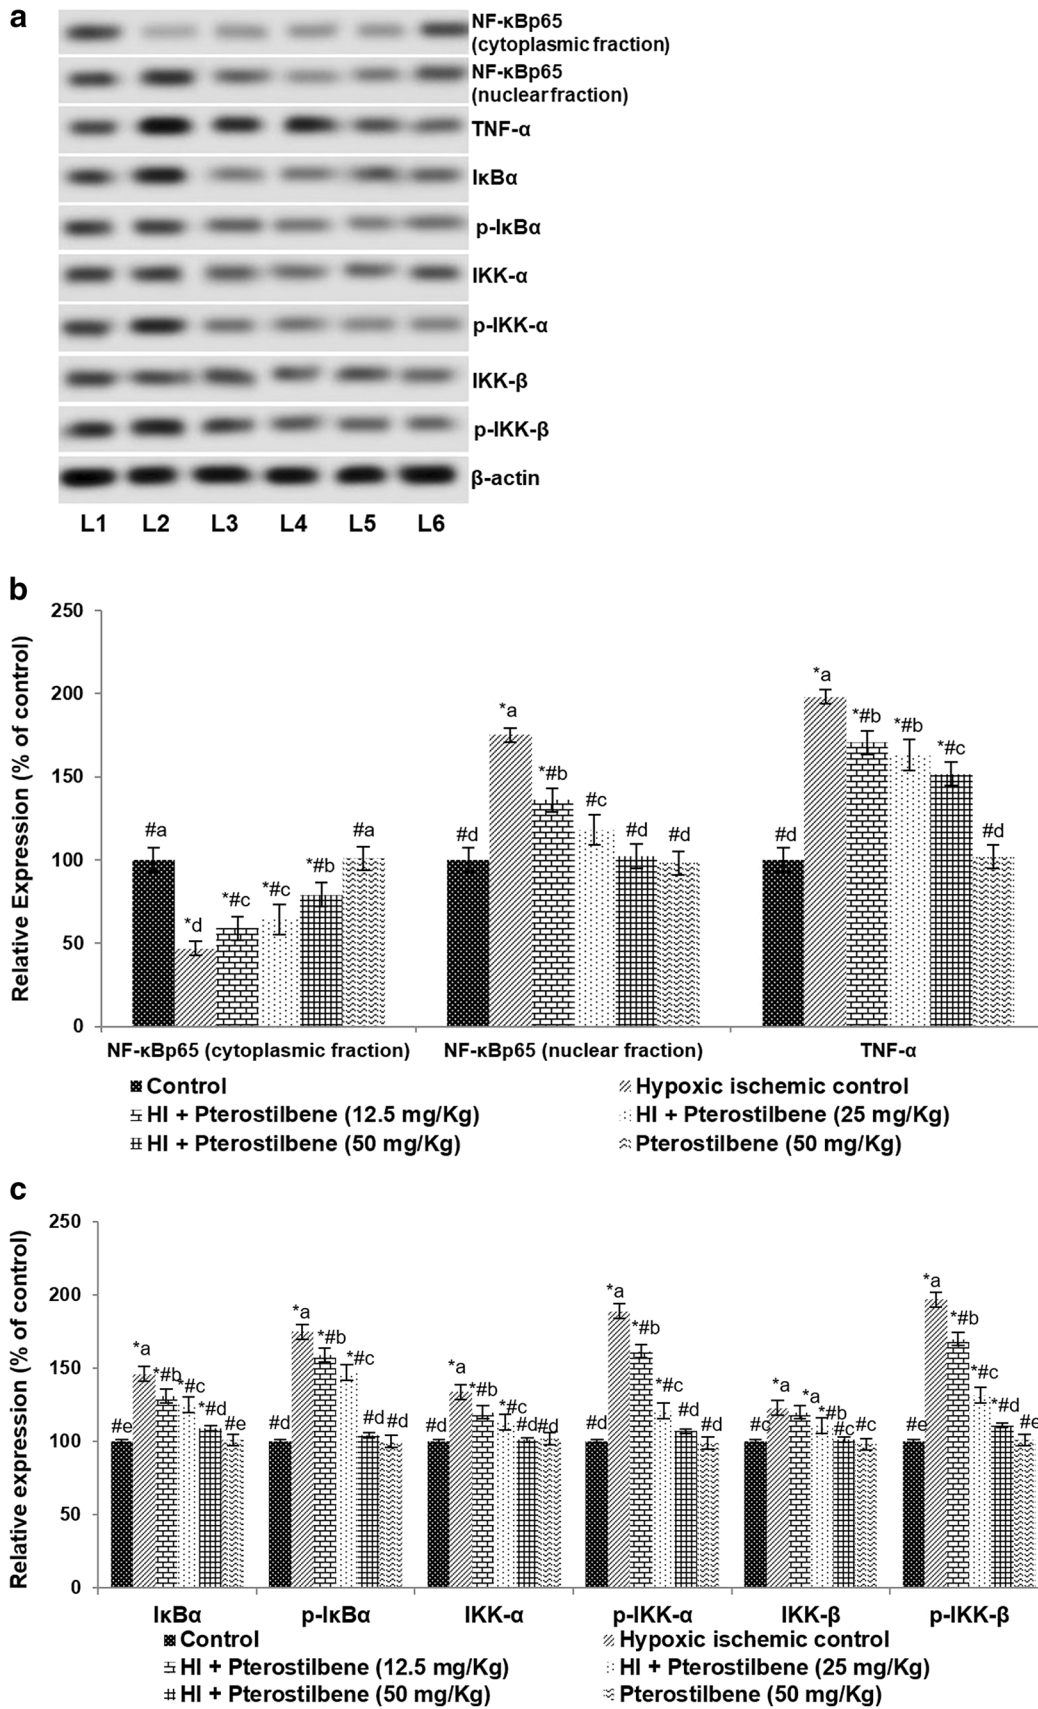 a
NF-κBp65
(cytoplasmic fraction)
NF-κBp65
(nuclear fraction)
TNF-α
IκBα
p-IκBα
IKK-α
p-IKK-α
IKK-β
p-IKK-β
β-actin
L1 L2 L3 L4 L5 L6
b
Relative Expression (% of control)
250
200
150
100
50
0
#a *d *#c *#c *#b #a
#d *a *#b #c #d #d
#d *a *#b *#b *#c #d
NF-κBp65 (cytoplasmic fraction) NF-κBp65 (nuclear fraction) TNF-α
Control Hypoxic ischemic control
HI + Pterostilbene (12.5 mg/Kg) HI + Pterostilbene (25 mg/Kg)
HI + Pterostilbene (50 mg/Kg) Pterostilbene (50 mg/Kg)
c
Relative expression (% of control)
250
200
150
100
50
0
#e *a *#b *#c *#d #e
#d *a *#b *#c #d #d
#d *a *#b *#c #d #d
#d *a *#b *#c #d #d
#c *a *a *#b #c #c
#e *a *#b *#c *#d #e
IκBα p-IκBα IKK-α p-IKK-α IKK-β p-IKK-β
Control Hypoxic ischemic control
HI + Pterostilbene (12.5 mg/Kg) HI + Pterostilbene (25 mg/Kg)
HI + Pterostilbene (50 mg/Kg) Pterostilbene (50 mg/Kg)